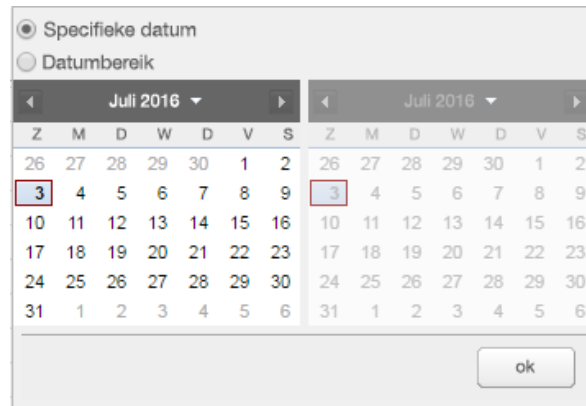 Specifieke datum
Datumbereik
Juli 2016 Juli 2016
Z M D W D V S Z M D W D V S
26 27 28 29 30 1 2 26 27 28 29 30 1 2
3 4 5 6 7 8 9 3 4 5 6 7 8 9
10 11 12 13 14 15 16 10 11 12 13 14 15 16
17 18 19 20 21 22 23 17 18 19 20 21 22 23
24 25 26 27 28 29 30 24 25 26 27 28 29 30
31 1 2 3 4 5 6 31 1 2 3 4 5 6
ok